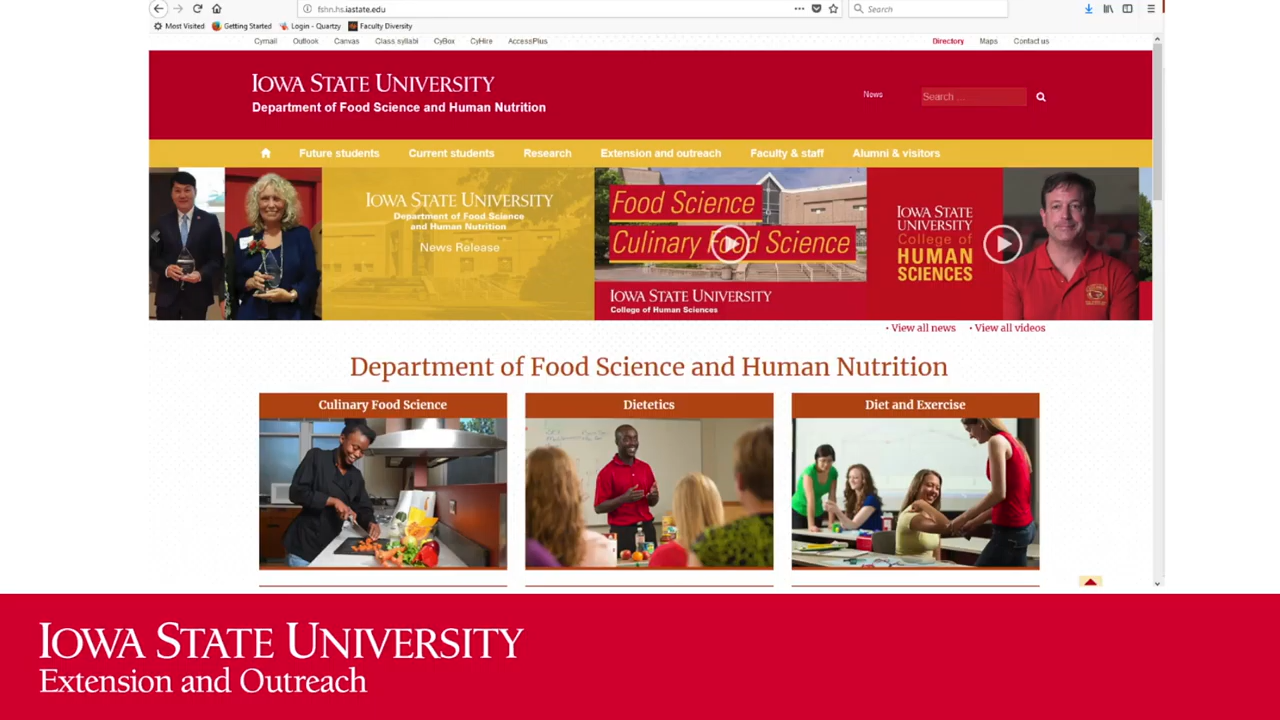 fshn.hs.iastate.edu
Search
Most Visited Getting Started Login - Quartzy Faculty Diversity
Cymail Outlook Canvas Class syllabi CyBox CyHire AccessPlus Directory Maps Contact us
IOWA STATE UNIVERSITY
Department of Food Science and Human Nutrition
News
Search ...
Future students Current students Research Extension and outreach Faculty & staff Alumni & visitors
IOWA STATE UNIVERSITY
Department of Food Science
and Human Nutrition
News Release
Food Science
Culinary Food Science
IOWA STATE UNIVERSITY
College of Human Sciences
IOWA STATE
UNIVERSITY
College of
HUMAN
SCIENCES
• View all news • View all videos
Department of Food Science and Human Nutrition
Culinary Food Science Dietetics Diet and Exercise
IOWA STATE UNIVERSITY
Extension and Outreach